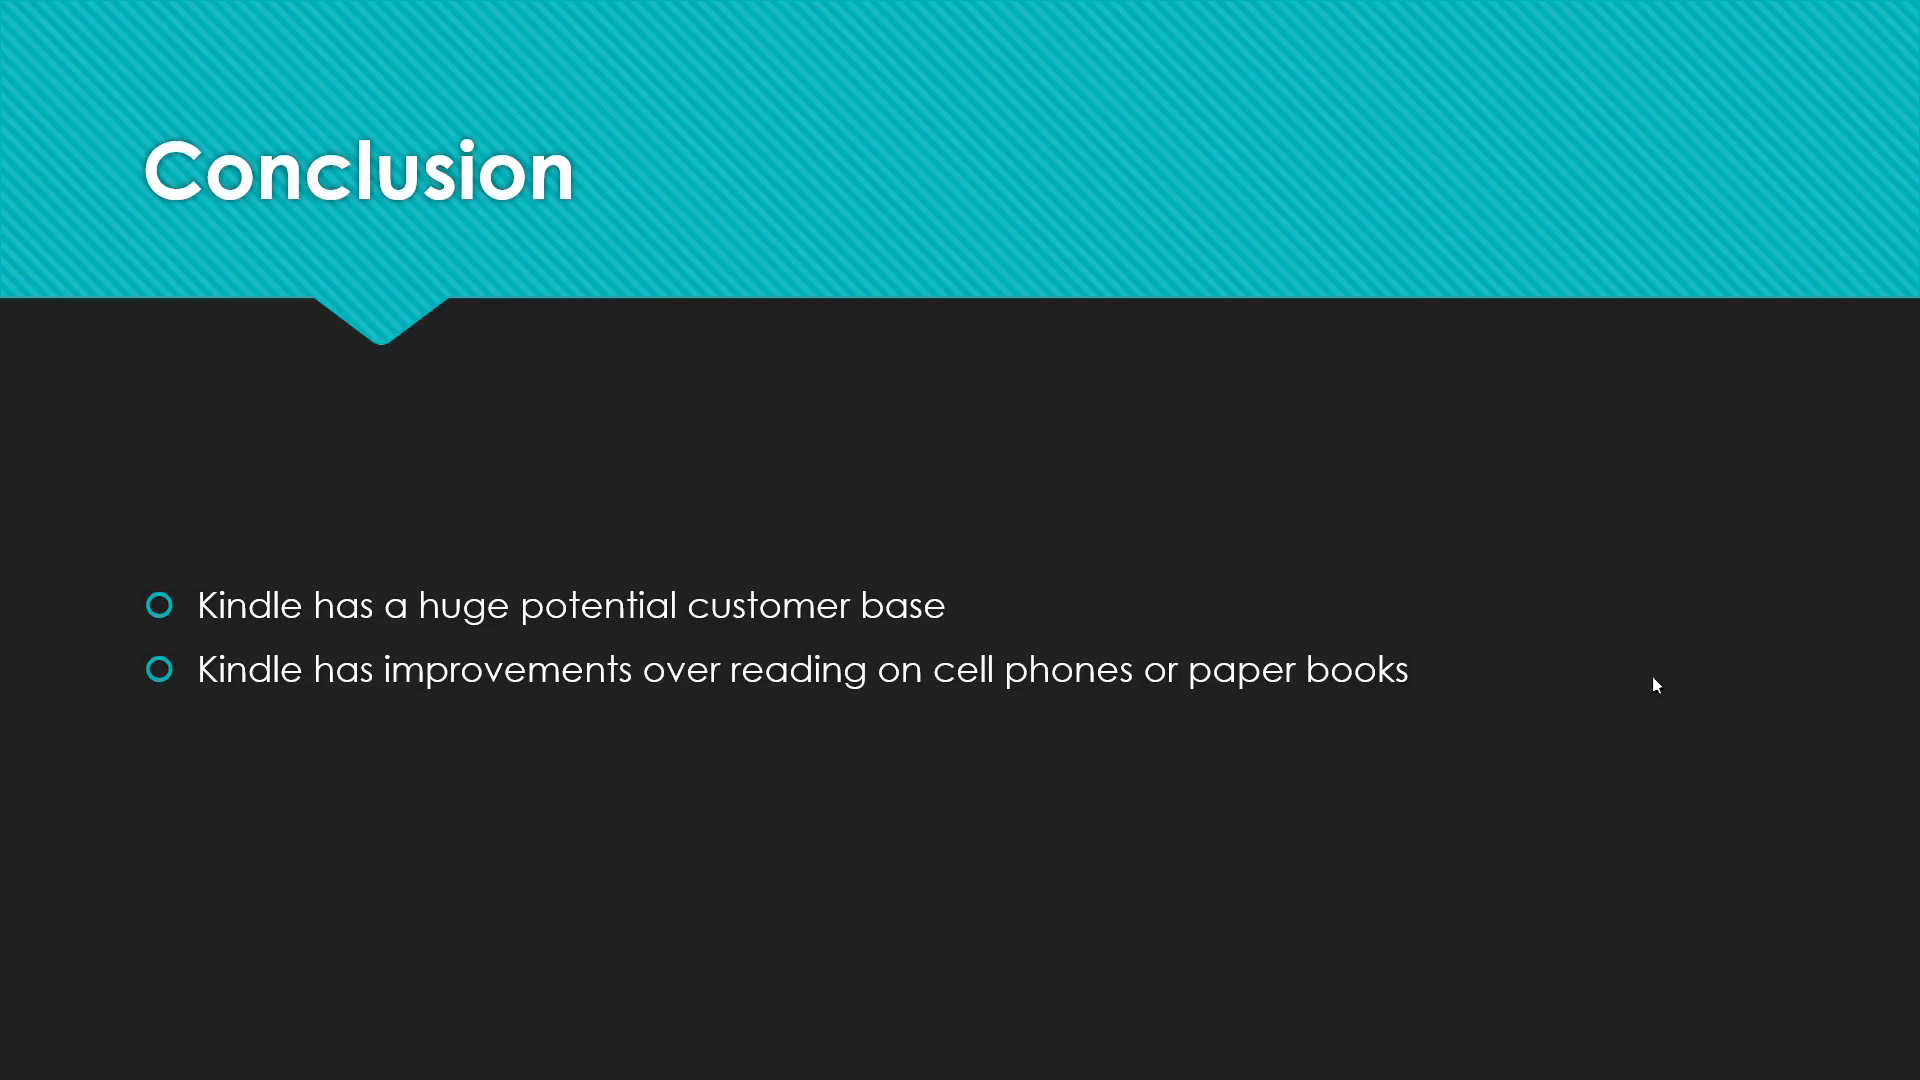 Conclusion
Kindle has a huge potential customer base
Kindle has improvements over reading on cell phones or paper books